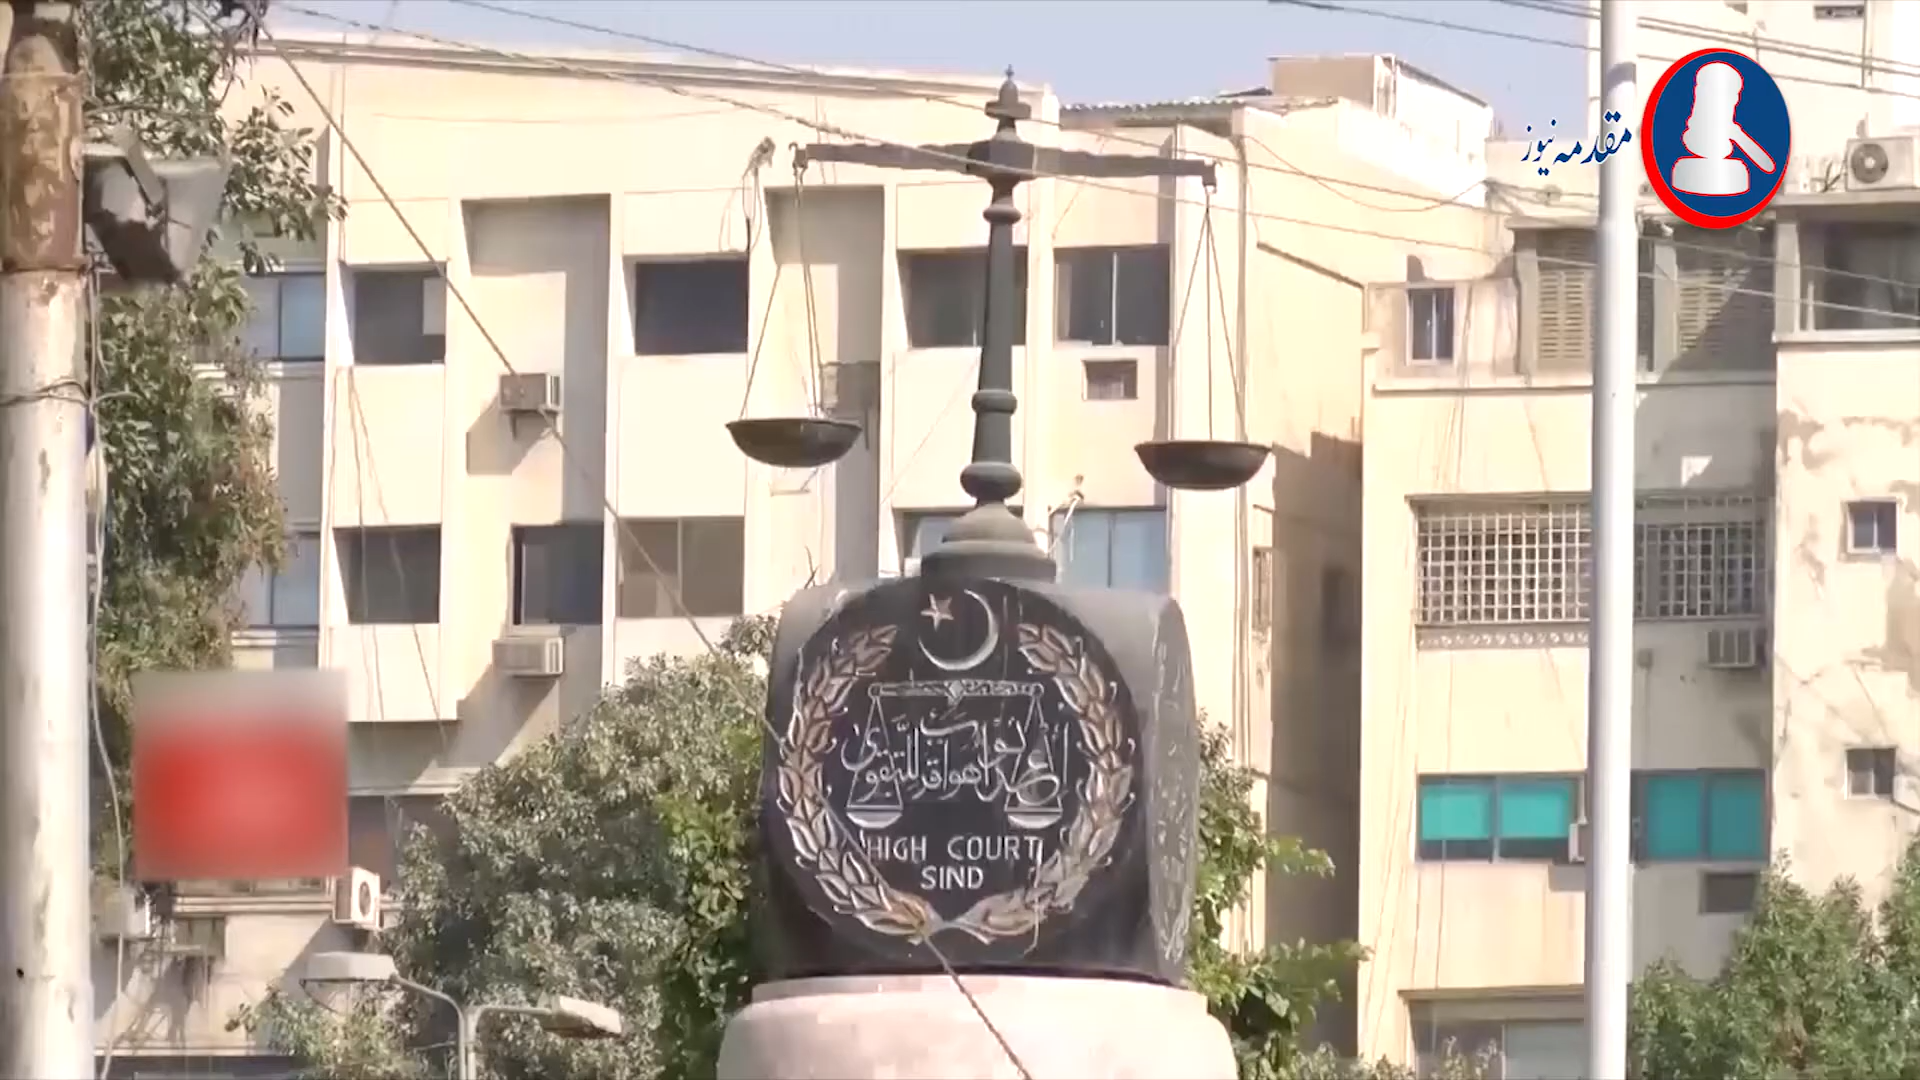 مقدمہ نیوز
اعدلوا هو اقرب للتقوى
HIGH COURT
SIND